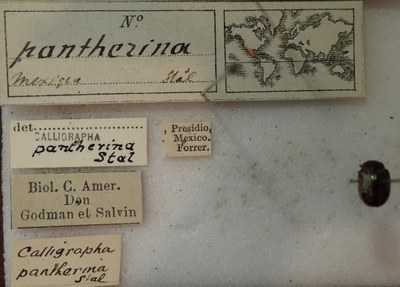 No.
pantherina
Mexico Stål
det.
CALLIGRAPHA
pantherina
Stal
Presidio,
Mexico.
Forrer.
Biol. C. Amer.
Don
Godman et Salvin
Calligrapha
pantherina
Stal